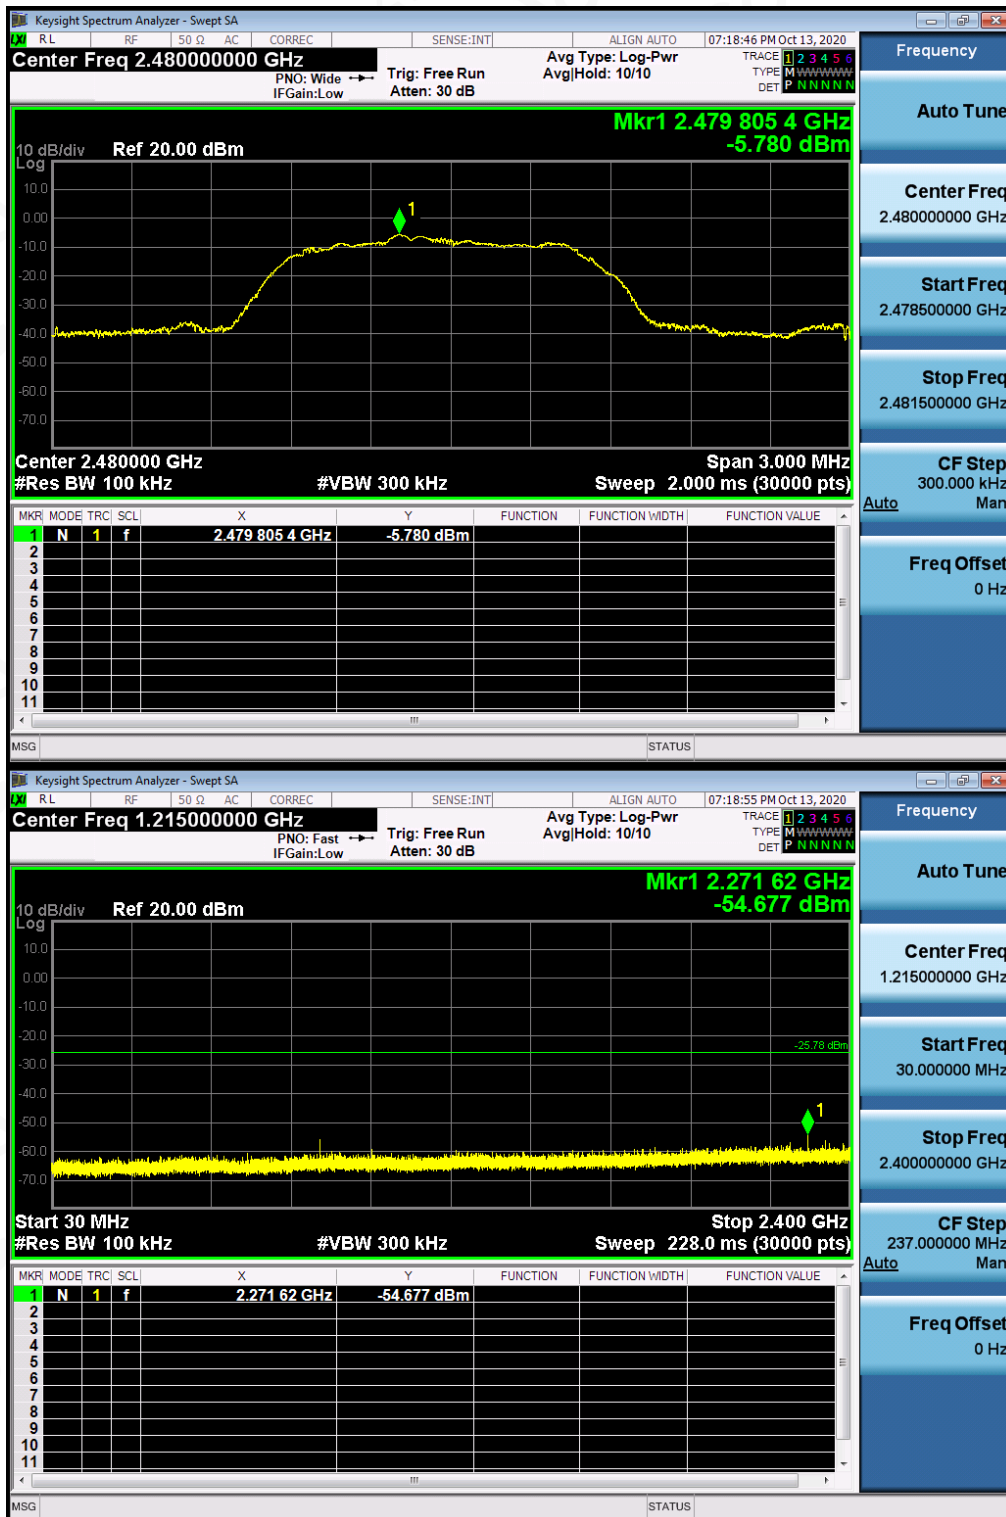 Keysight Spectrum Analyzer - Swept SA
LXI RL RF 50 Ω AC CORREC SENSE:INT ALIGN AUTO 07:18:46 PM Oct 13, 2020
Center Freq 2.480000000 GHz
PNO: Wide
IFGain:Low
Trig: Free Run
Atten: 30 dB
Avg Type: Log-Pwr
Avg|Hold: 10/10
TRACE 1 2 3 4 5 6
TYPE M WWWWW
DET P N N N N N
Mkr1 2.479 805 4 GHz
-5.780 dBm
10 dB/div Ref 20.00 dBm
Log
10.0
0.00
-10.0
-20.0
-30.0
-40.0
-50.0
-60.0
-70.0
1
Center 2.480000 GHz Span 3.000 MHz
#Res BW 100 kHz #VBW 300 kHz Sweep 2.000 ms (30000 pts)
MKR MODE TRC SCL X Y FUNCTION FUNCTION WIDTH FUNCTION VALUE
1 N 1 f 2.479 805 4 GHz -5.780 dBm
2
3
4
5
6
7
8
9
10
11
MSG STATUS
Frequency
Auto Tune
Center Freq
2.480000000 GHz
Start Freq
2.478500000 GHz
Stop Freq
2.481500000 GHz
CF Step
300.000 kHz
Auto Man
Freq Offset
0 Hz
Keysight Spectrum Analyzer - Swept SA
LXI RL RF 50 Ω AC CORREC SENSE:INT ALIGN AUTO 07:18:55 PM Oct 13, 2020
Center Freq 1.215000000 GHz
PNO: Fast
IFGain:Low
Trig: Free Run
Atten: 30 dB
Avg Type: Log-Pwr
Avg|Hold: 10/10
TRACE 1 2 3 4 5 6
TYPE M WWWWW
DET P N N N N N
Mkr1 2.271 62 GHz
-54.677 dBm
10 dB/div Ref 20.00 dBm
Log
10.0
0.00
-10.0
-20.0
-30.0
-40.0
-50.0
-60.0
-70.0
-25.78 dBm
1
Start 30 MHz Stop 2.400 GHz
#Res BW 100 kHz #VBW 300 kHz Sweep 228.0 ms (30000 pts)
MKR MODE TRC SCL X Y FUNCTION FUNCTION WIDTH FUNCTION VALUE
1 N 1 f 2.271 62 GHz -54.677 dBm
2
3
4
5
6
7
8
9
10
11
MSG STATUS
Frequency
Auto Tune
Center Freq
1.215000000 GHz
Start Freq
30.000000 MHz
Stop Freq
2.400000000 GHz
CF Step
237.000000 MHz
Auto Man
Freq Offset
0 Hz